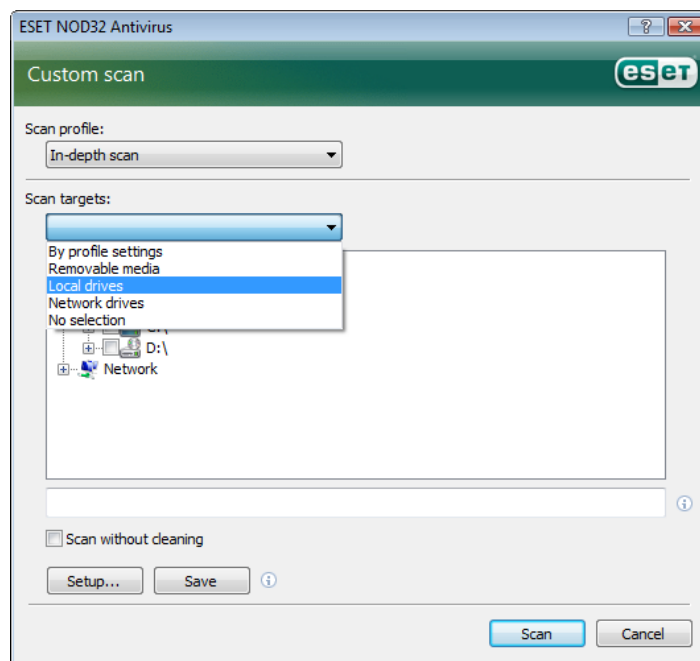 ESET NOD32 Antivirus
Custom scan
eseT
Scan profile:
In-depth scan
Scan targets:
By profile settings
Removable media
Local drives
Network drives
No selection
D:\
Network
Scan without cleaning
Setup... Save
Scan Cancel